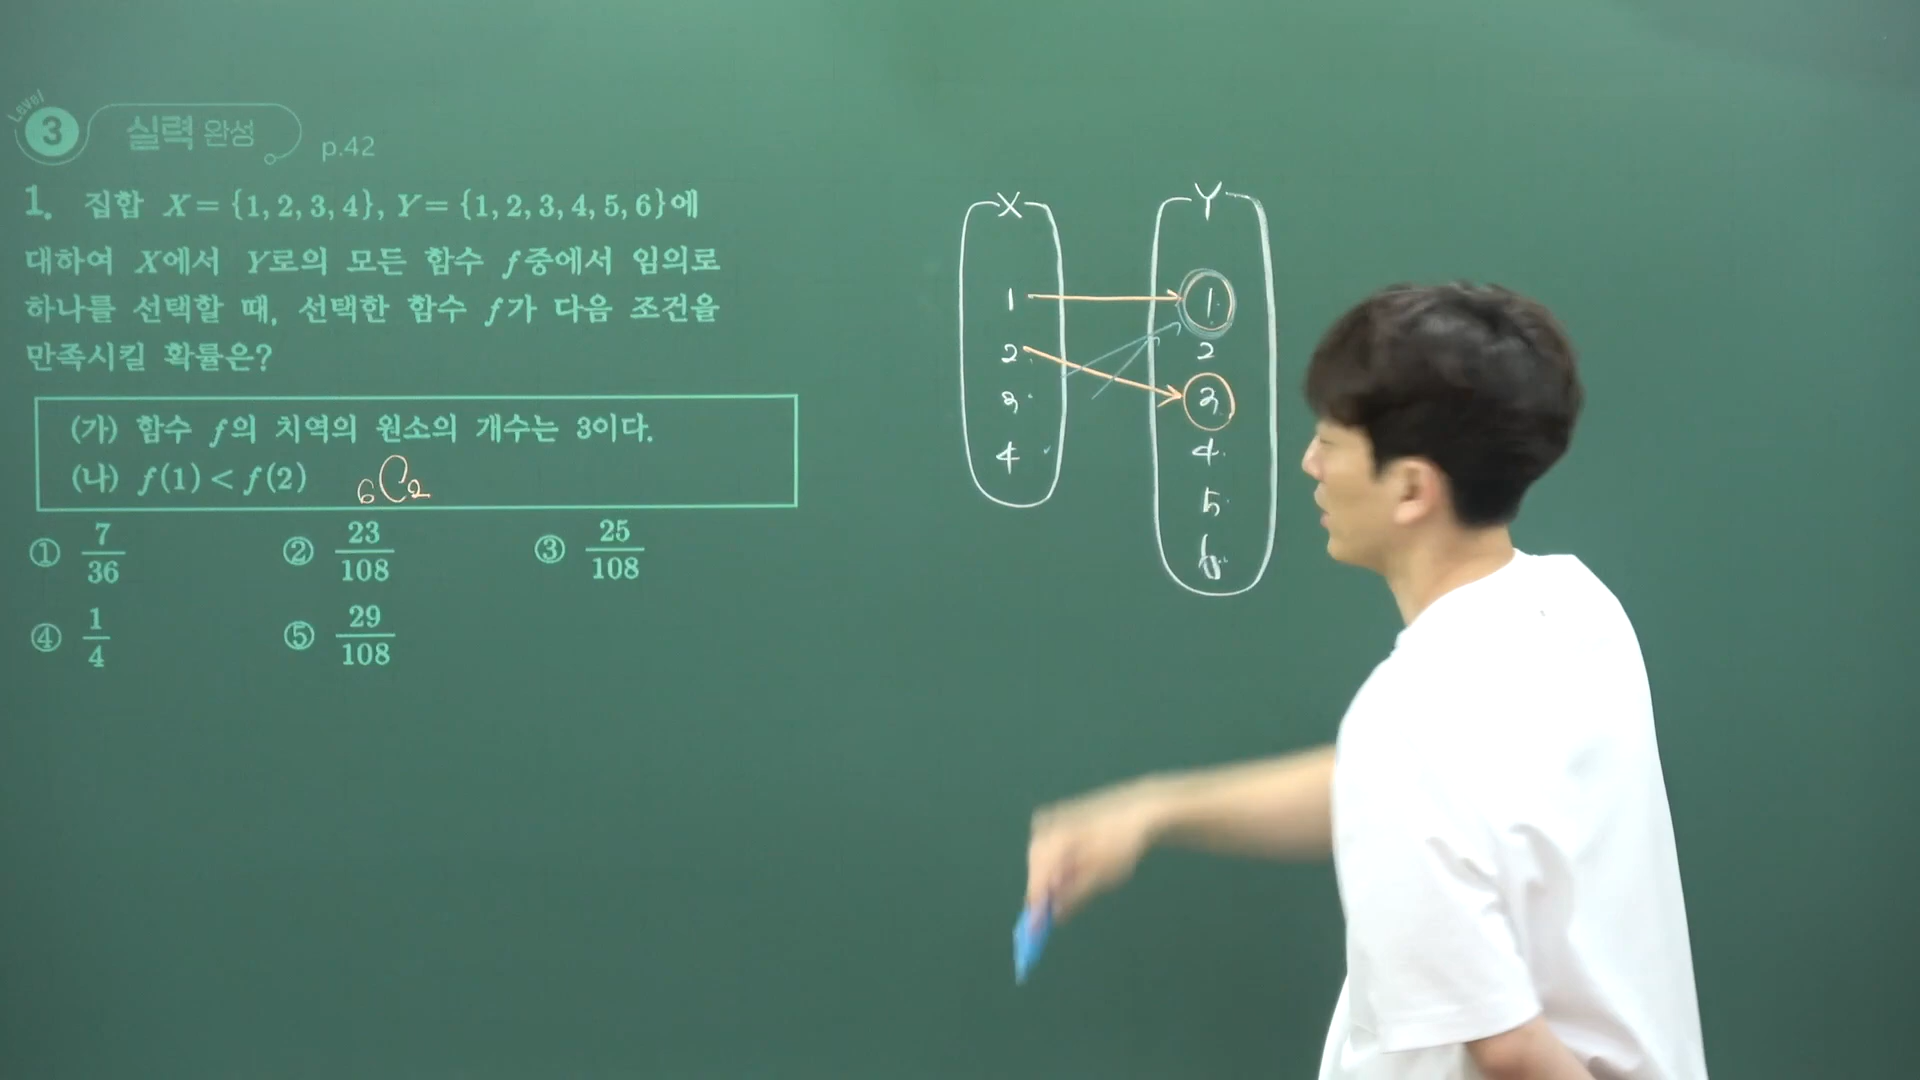 Level
3 실력 완성 p.42
1. 집합 X = {1, 2, 3, 4}, Y = {1, 2, 3, 4, 5, 6}에
대하여 X에서 Y로의 모든 함수 f중에서 임의로
하나를 선택할 때, 선택한 함수 f가 다음 조건을
만족시킬 확률은?
(가) 함수 f의 치역의 원소의 개수는 3이다.
(나) f(1) < f(2) ₆C₂
① 7/36 ② 23/108 ③ 25/108
④ 1/4 ⑤ 29/108
X Y
1 1
2 2
3 3
4 4
5
6